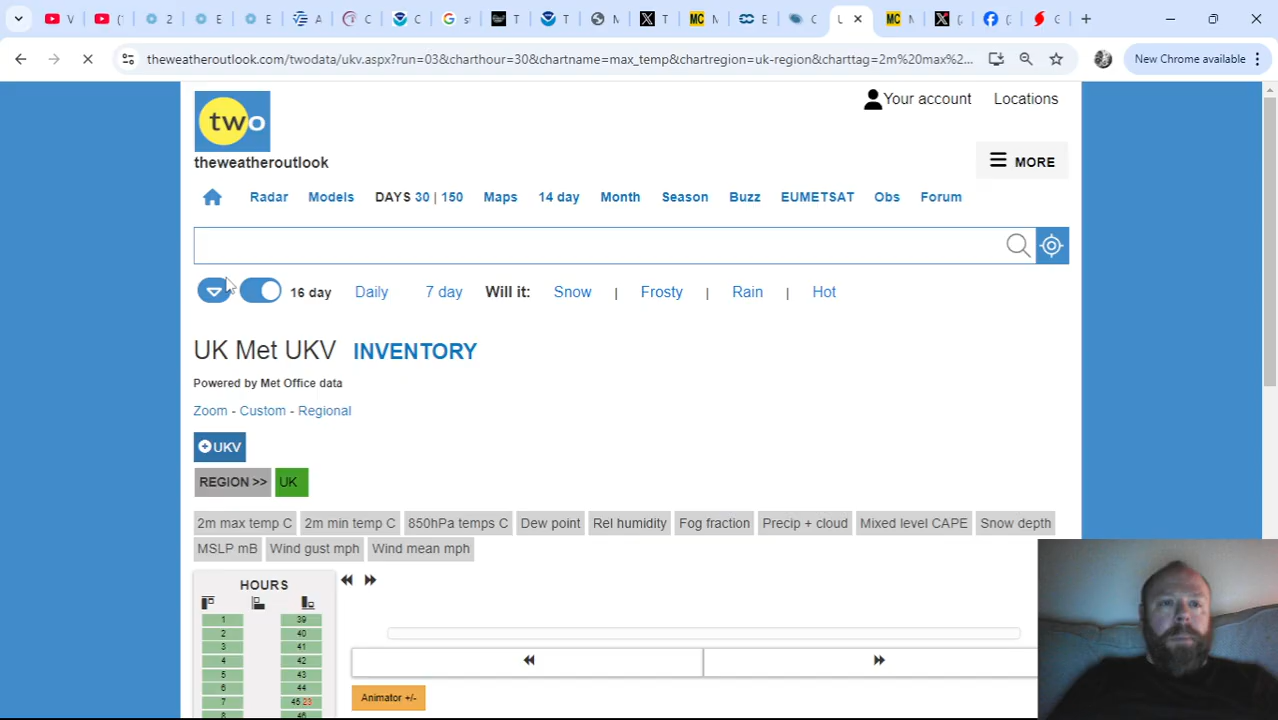 2
E
E
A
C
C
G s
T
T
M
T
M
E
C
L
M
(
(
G
V
(
theweatheroutlook.com/twodata/ukv.aspx?run=03&charthour=30&chartname=max_temp&chartregion=uk-region&charttag=2m%20max%2...
New Chrome available
Your account Locations
two
theweatheroutlook
MORE
Radar Models DAYS 30 | 150 Maps 14 day Month Season Buzz EUMETSAT Obs Forum
16 day Daily 7 day Will it: Snow | Frosty | Rain | Hot
UK Met UKV INVENTORY
Powered by Met Office data
Zoom - Custom - Regional
UKV
REGION >> UK
2m max temp C 2m min temp C 850hPa temps C Dew point Rel humidity Fog fraction Precip + cloud Mixed level CAPE Snow depth
MSLP mB Wind gust mph Wind mean mph
HOURS
1 39
2 40
3 41
4 42
5 43
6 44
7 45 23
8 46
Animator +/-